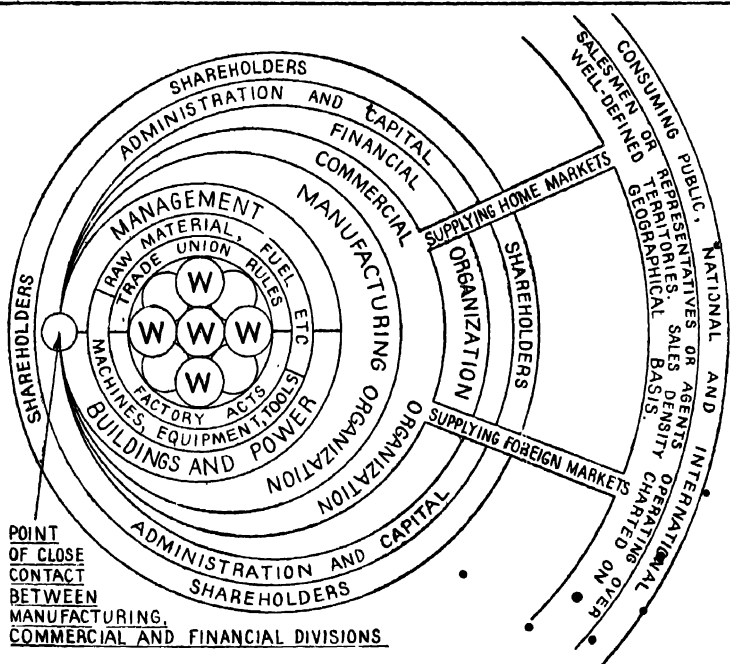 SHAREHOLDERS
ADMINISTRATION AND CAPITAL
FINANCIAL
COMMERCIAL
MANUFACTURING ORGANIZATION
MANAGEMENT
RAW MATERIAL, FUEL ETC
TRADE UNION RULES
W
W W W
W
FACTORY ACTS
MACHINES, EQUIPMENT, TOOLS
BUILDINGS AND POWER
ORGANIZATION
ORGANIZATION
SHAREHOLDERS
SHAREHOLDERS
ADMINISTRATION AND CAPITAL
SHAREHOLDERS
SUPPLYING HOME MARKETS
SUPPLYING FOREIGN MARKETS
SALESMEN OR REPRESENTATIVES OR AGENTS OPERATING OVER
WELL-DEFINED TERRITORIES. SALES DENSITY CHARTED ON
GEOGRAPHICAL BASIS.
CONSUMING PUBLIC, NATIONAL AND INTERNATIONAL
POINT
OF CLOSE
CONTACT
BETWEEN
MANUFACTURING,
COMMERCIAL AND FINANCIAL DIVISIONS